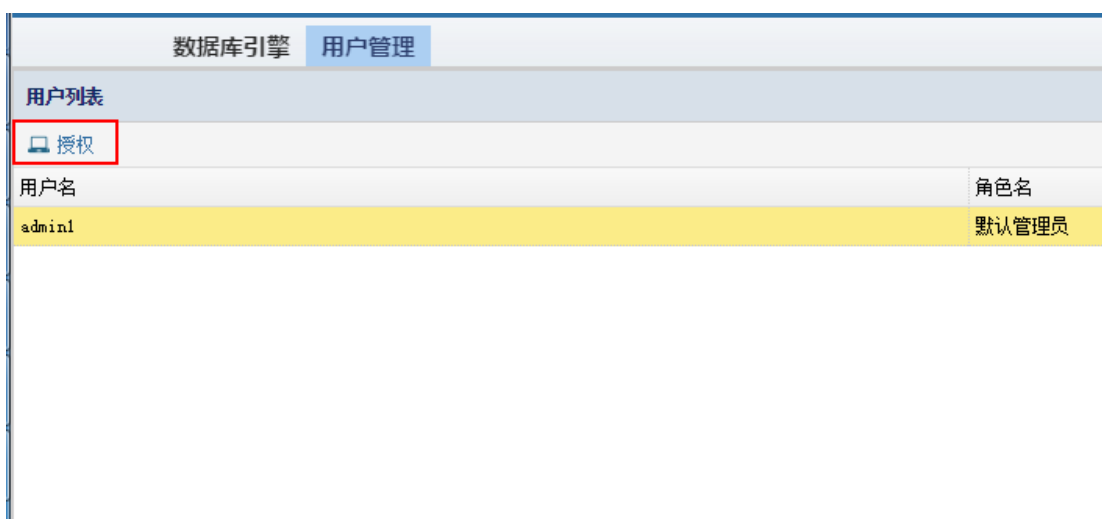 数据库引擎 用户管理
用户列表
授权
用户名 角色名
admin1 默认管理员